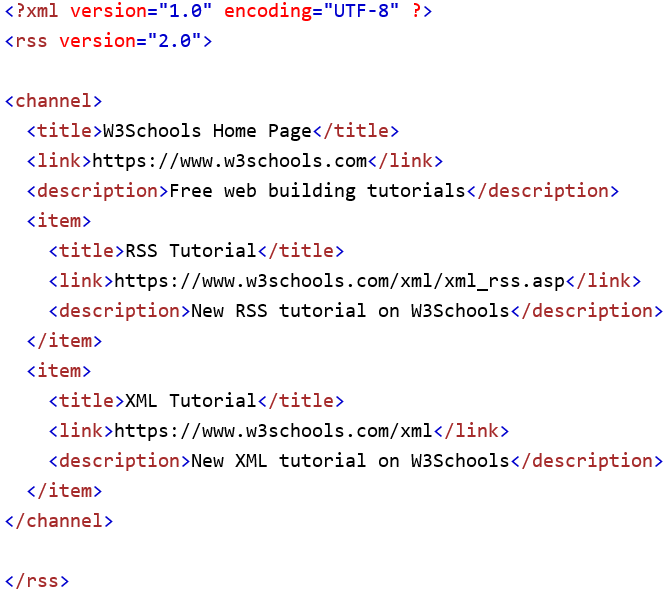 <?xml version="1.0" encoding="UTF-8" ?>
<rss version="2.0">

<channel>
  <title>W3Schools Home Page</title>
  <link>https://www.w3schools.com</link>
  <description>Free web building tutorials</description>
  <item>
    <title>RSS Tutorial</title>
    <link>https://www.w3schools.com/xml/xml_rss.asp</link>
    <description>New RSS tutorial on W3Schools</description>
  </item>
  <item>
    <title>XML Tutorial</title>
    <link>https://www.w3schools.com/xml</link>
    <description>New XML tutorial on W3Schools</description>
  </item>
</channel>

</rss>